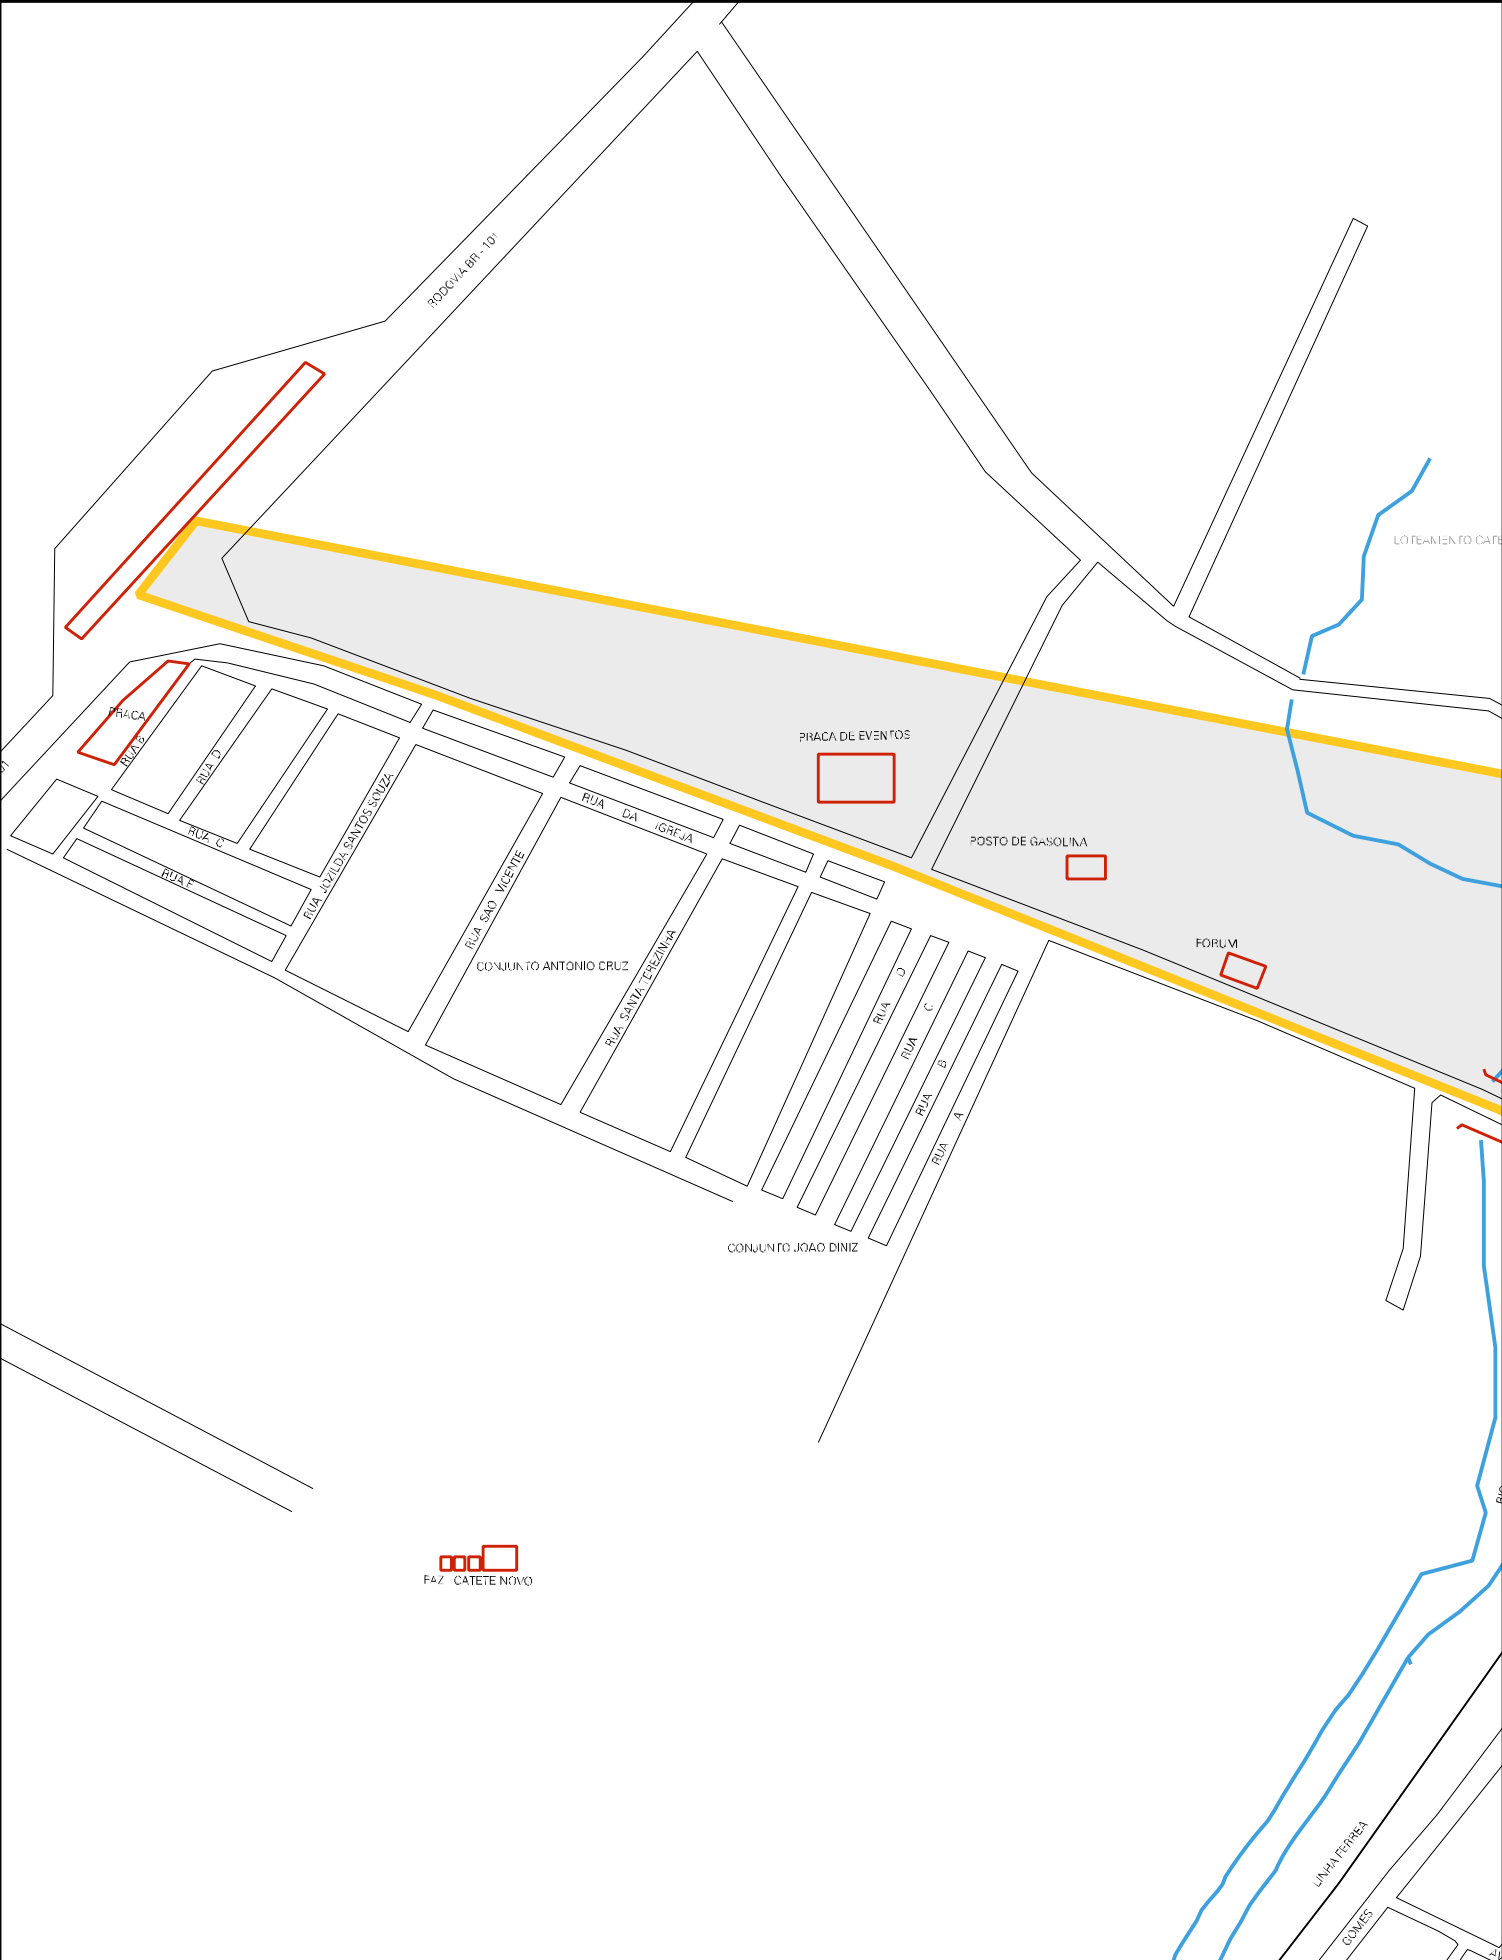 RODOVIA BR - 101
LOTEAMENTO CATE
PRACA
RUA B
RUA D
PRACA DE EVENTOS
RUA DA IGREJA
RUA C
RUA JOZILDA SANTOS SOUZA
POSTO DE GASOLINA
RUA F
RUA SAO VICENTE
FORUM
CONJUNTO ANTONIO CRUZ
RUA SANTA TEREZINHA
RUA D
RUA C
RUA B
RUA A
CONJUNTO JOAO DINIZ
FAZ CATETE NOVO
LINHA FERREA
GOMES